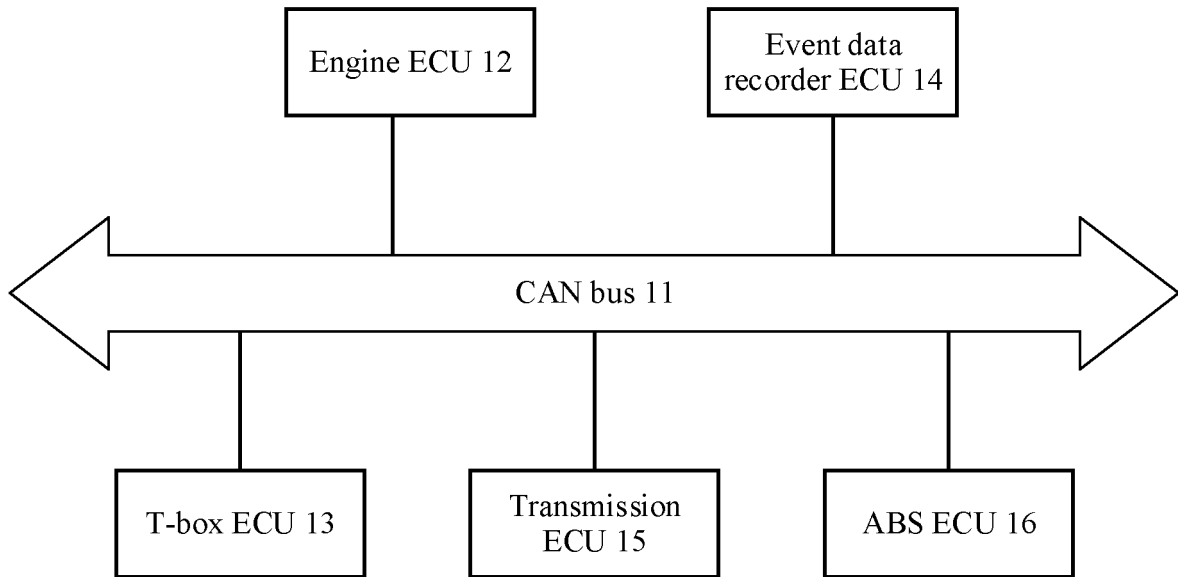 Engine ECU 12
Event data
recorder ECU 14
CAN bus 11
T-box ECU 13
Transmission
ECU 15
ABS ECU 16